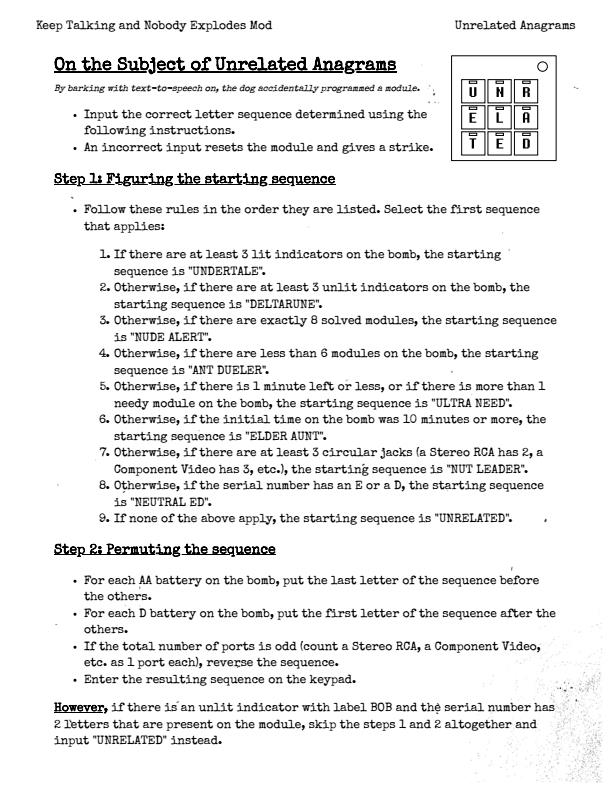 Keep Talking and Nobody Explodes Mod
Unrelated Anagrams
On the Subject of Unrelated Anagrams
By barking with text-to-speech on, the dog accidentally programmed a module.
U N R
E L A
T E D
• Input the correct letter sequence determined using the
following instructions.
• An incorrect input resets the module and gives a strike.
Step 1: Figuring the starting sequence
• Follow these rules in the order they are listed. Select the first sequence
that applies:
1. If there are at least 3 lit indicators on the bomb, the starting
sequence is "UNDERTALE".
2. Otherwise, if there are at least 3 unlit indicators on the bomb, the
starting sequence is "DELTARUNE".
3. Otherwise, if there are exactly 8 solved modules, the starting sequence
is "NUDE ALERT".
4. Otherwise, if there are less than 6 modules on the bomb, the starting
sequence is "ANT DUELER".
5. Otherwise, if there is 1 minute left or less, or if there is more than 1
needy module on the bomb, the starting sequence is "ULTRA NEED".
6. Otherwise, if the initial time on the bomb was 10 minutes or more, the
starting sequence is "ELDER AUNT".
7. Otherwise, if there are at least 3 circular jacks (a Stereo RCA has 2, a
Component Video has 3, etc.), the starting sequence is "NUT LEADER".
8. Otherwise, if the serial number has an E or a D, the starting sequence
is "NEUTRAL ED".
9. If none of the above apply, the starting sequence is "UNRELATED".
Step 2: Permuting the sequence
• For each AA battery on the bomb, put the last letter of the sequence before
the others.
• For each D battery on the bomb, put the first letter of the sequence after the
others.
• If the total number of ports is odd (count a Stereo RCA, a Component Video,
etc. as 1 port each), reverse the sequence.
• Enter the resulting sequence on the keypad.
However, if there is an unlit indicator with label BOB and the serial number has
2 letters that are present on the module, skip the steps 1 and 2 altogether and
input "UNRELATED" instead.